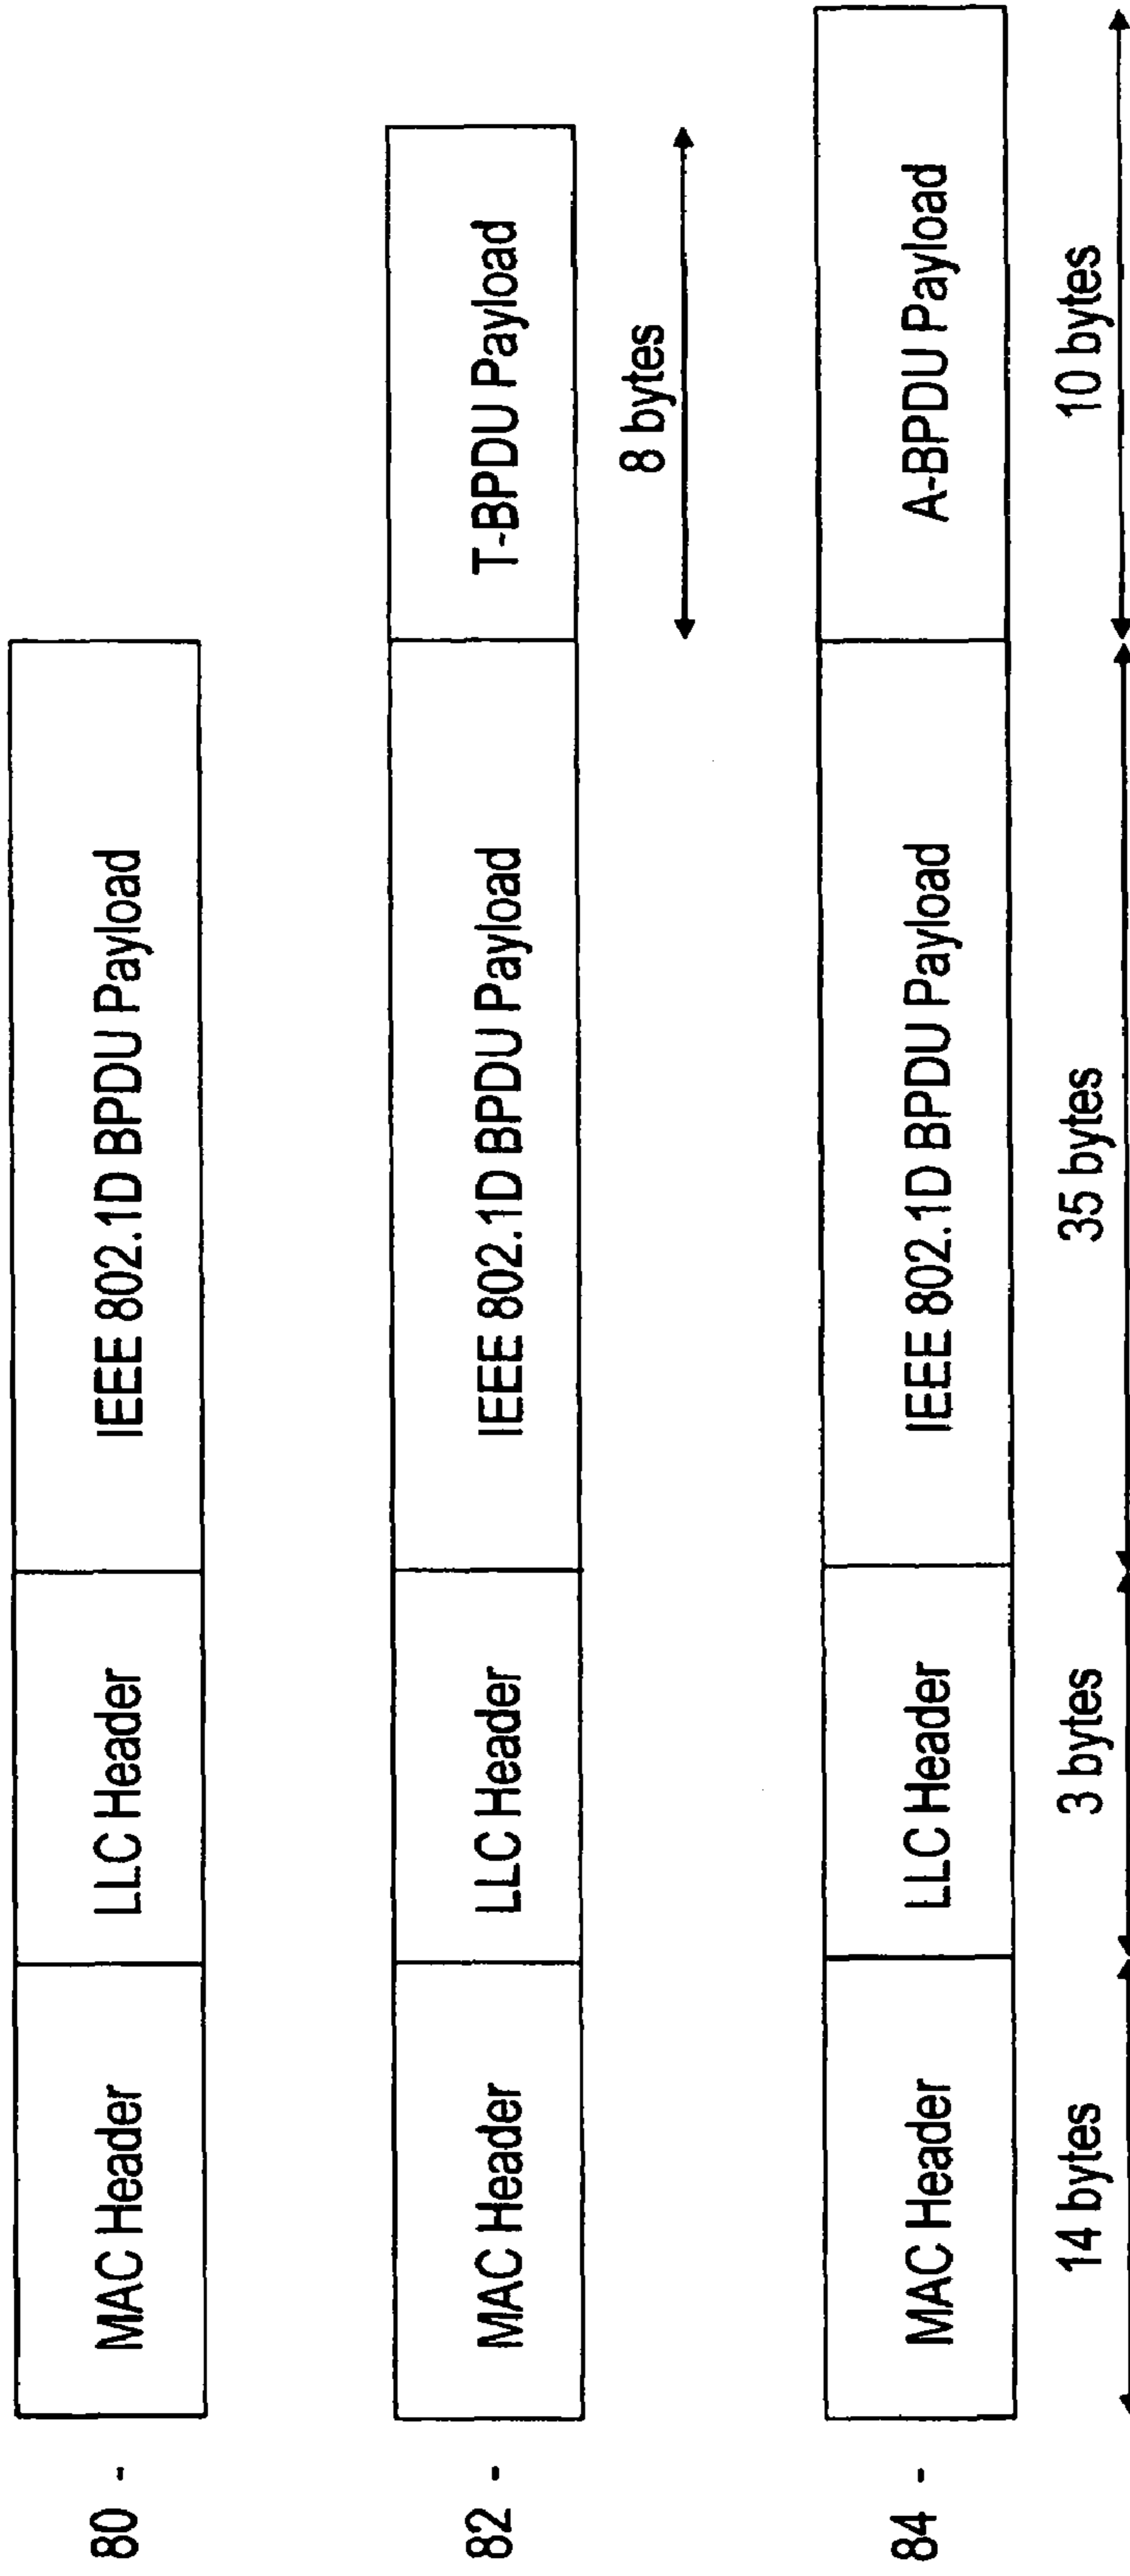 80 -
MAC Header
LLC Header
IEEE 802.1D BPDU Payload
82 -
MAC Header
LLC Header
IEEE 802.1D BPDU Payload
T-BPDU Payload
8 bytes
84 -
MAC Header
LLC Header
IEEE 802.1D BPDU Payload
A-BPDU Payload
14 bytes
3 bytes
35 bytes
10 bytes